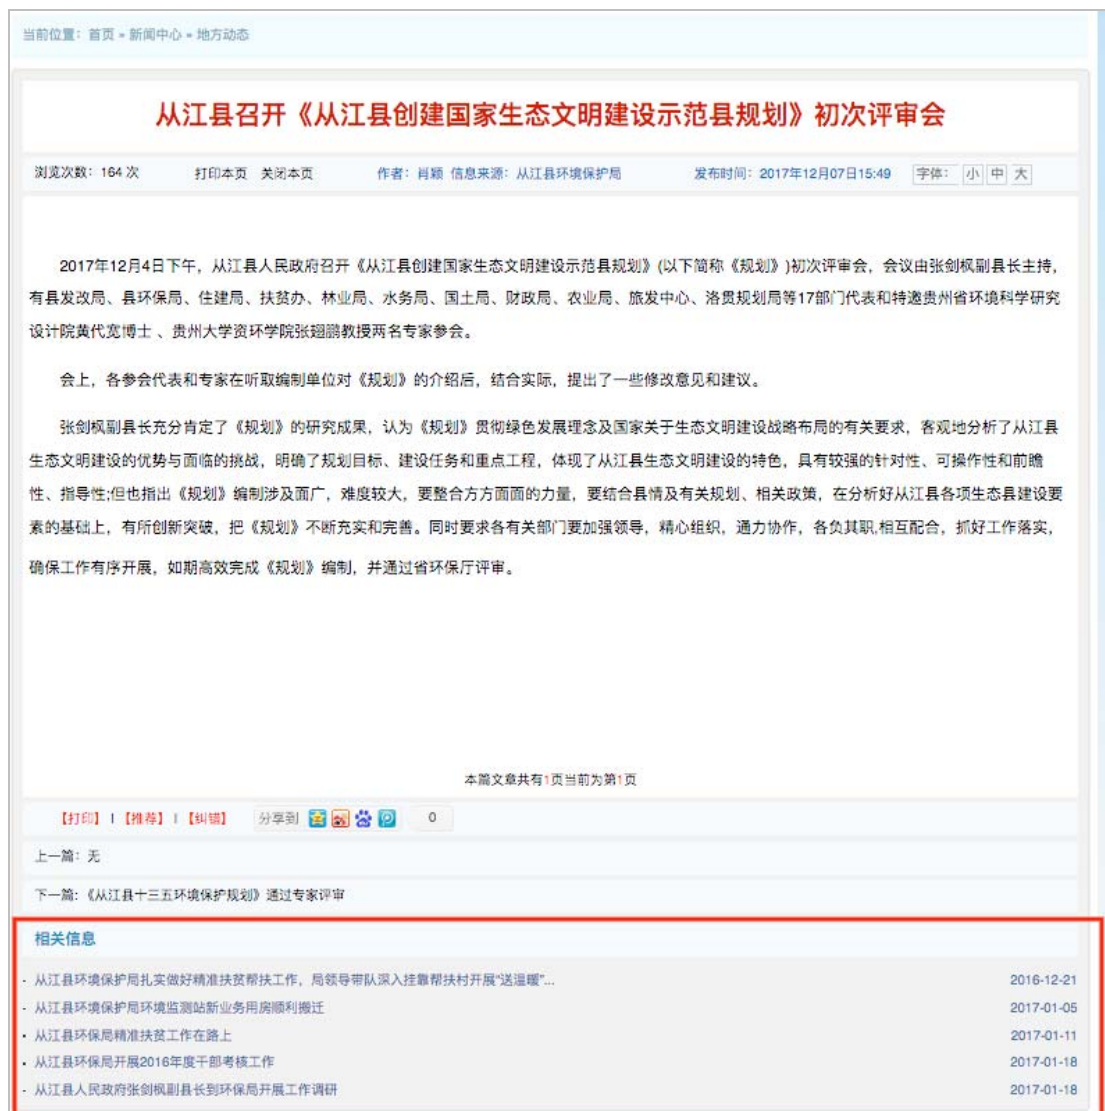 当前位置：首页 » 新闻中心 » 地方动态
从江县召开《从江县创建国家生态文明建设示范县规划》初次评审会
浏览次数：164 次 打印本页 关闭本页 作者：肖颖 信息来源：从江县环境保护局 发布时间：2017年12月07日15:49 字体： 小 中 大
2017年12月4日下午，从江县人民政府召开《从江县创建国家生态文明建设示范县规划》(以下简称《规划》)初次评审会，会议由张剑枫副县长主持，
有县发改局、县环保局、住建局、扶贫办、林业局、水务局、国土局、财政局、农业局、旅发中心、洛贯规划局等17部门代表和特邀贵州省环境科学研究
设计院黄代宽博士 、贵州大学资环学院张翅鹏教授两名专家参会。
会上，各参会代表和专家在听取编制单位对《规划》的介绍后，结合实际，提出了一些修改意见和建议。
张剑枫副县长充分肯定了《规划》的研究成果，认为《规划》贯彻绿色发展理念及国家关于生态文明建设战略布局的有关要求，客观地分析了从江县
生态文明建设的优势与面临的挑战，明确了规划目标、建设任务和重点工程，体现了从江县生态文明建设的特色，具有较强的针对性、可操作性和前瞻
性、指导性;但也指出《规划》编制涉及面广，难度较大，要整合方方面面的力量，要结合县情及有关规划、相关政策，在分析好从江县各项生态县建设要
素的基础上，有所创新突破，把《规划》不断充实和完善。同时要求各有关部门要加强领导，精心组织，通力协作，各负其职,相互配合，抓好工作落实，
确保工作有序开展，如期高效完成《规划》编制，并通过省环保厅评审。
本篇文章共有1页当前为第1页
【打印】 | 【推荐】 | 【纠错】 分享到 0
上一篇：无
下一篇:《从江县十三五环境保护规划》通过专家评审
相关信息
· 从江县环境保护局扎实做好精准扶贫帮扶工作，局领导带队深入挂靠帮扶村开展“送温暖”... 2016-12-21
· 从江县环境保护局环境监测站新业务用房顺利搬迁 2017-01-05
· 从江县环保局精准扶贫工作在路上 2017-01-11
· 从江县环保局开展2016年度干部考核工作 2017-01-18
· 从江县人民政府张剑枫副县长到环保局开展工作调研 2017-01-18